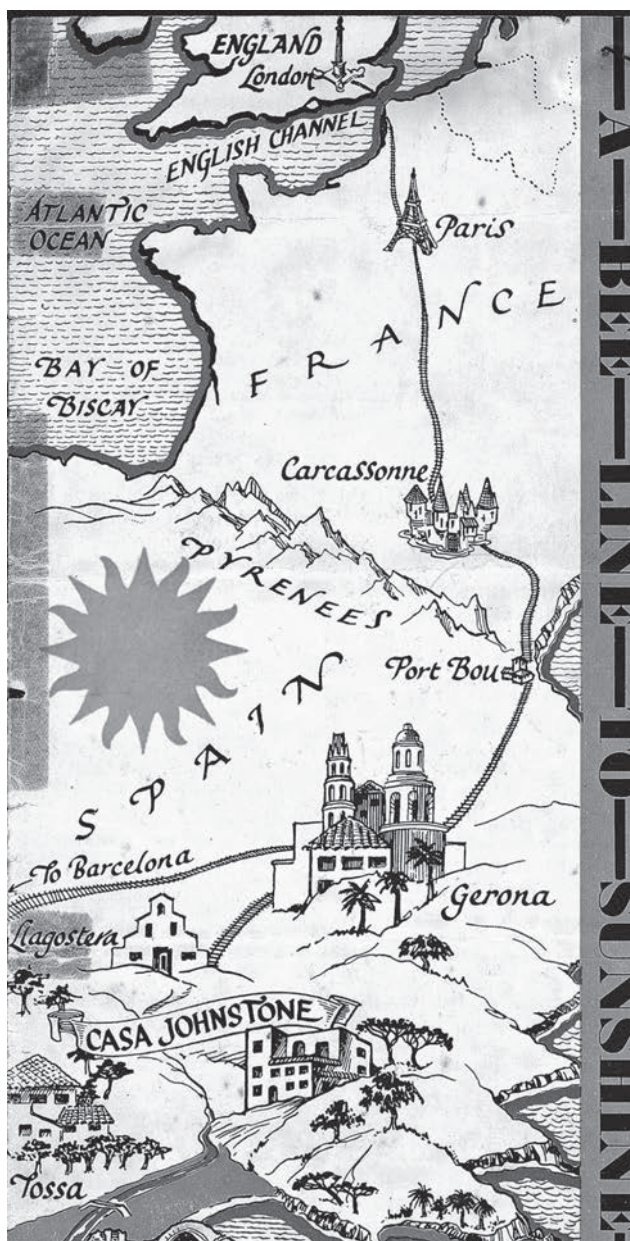 ENGLAND
London
ENGLISH CHANNEL
ATLANTIC
OCEAN
Paris
FRANCE
BAY OF
BISCAY
Carcassonne
PYRENEES
Port Bou
SPAIN
To Barcelona
Gerona
Llagostera
CASA JOHNSTONE
Tossa
A—BEE—LINE—TO—SUNSHINE